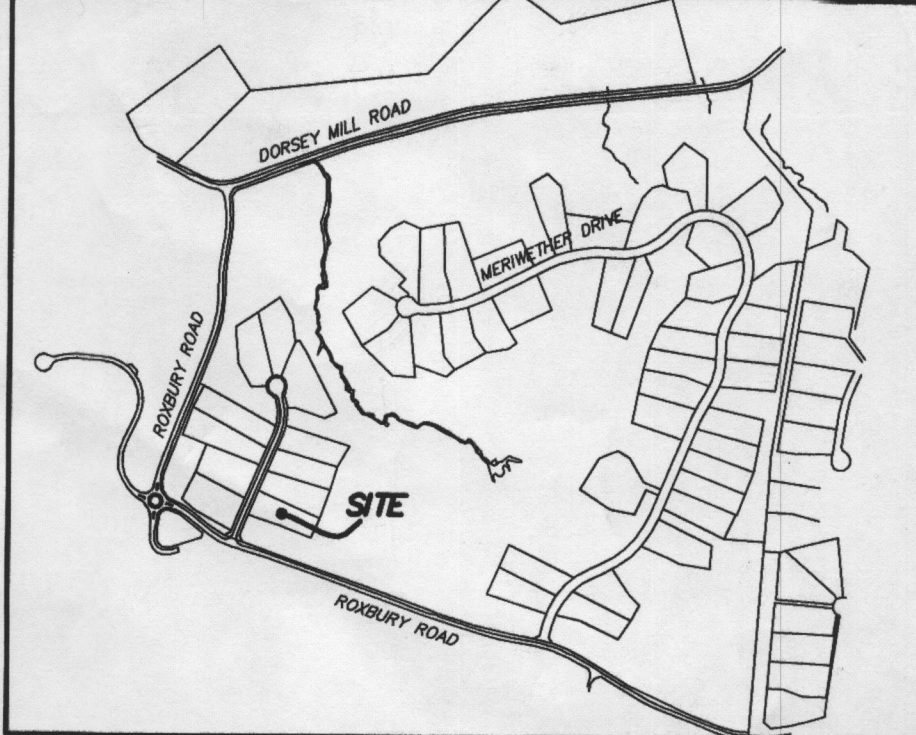 DORSEY MILL ROAD
MERIWETHER DRIVE
ROXBURY ROAD
SITE
ROXBURY ROAD